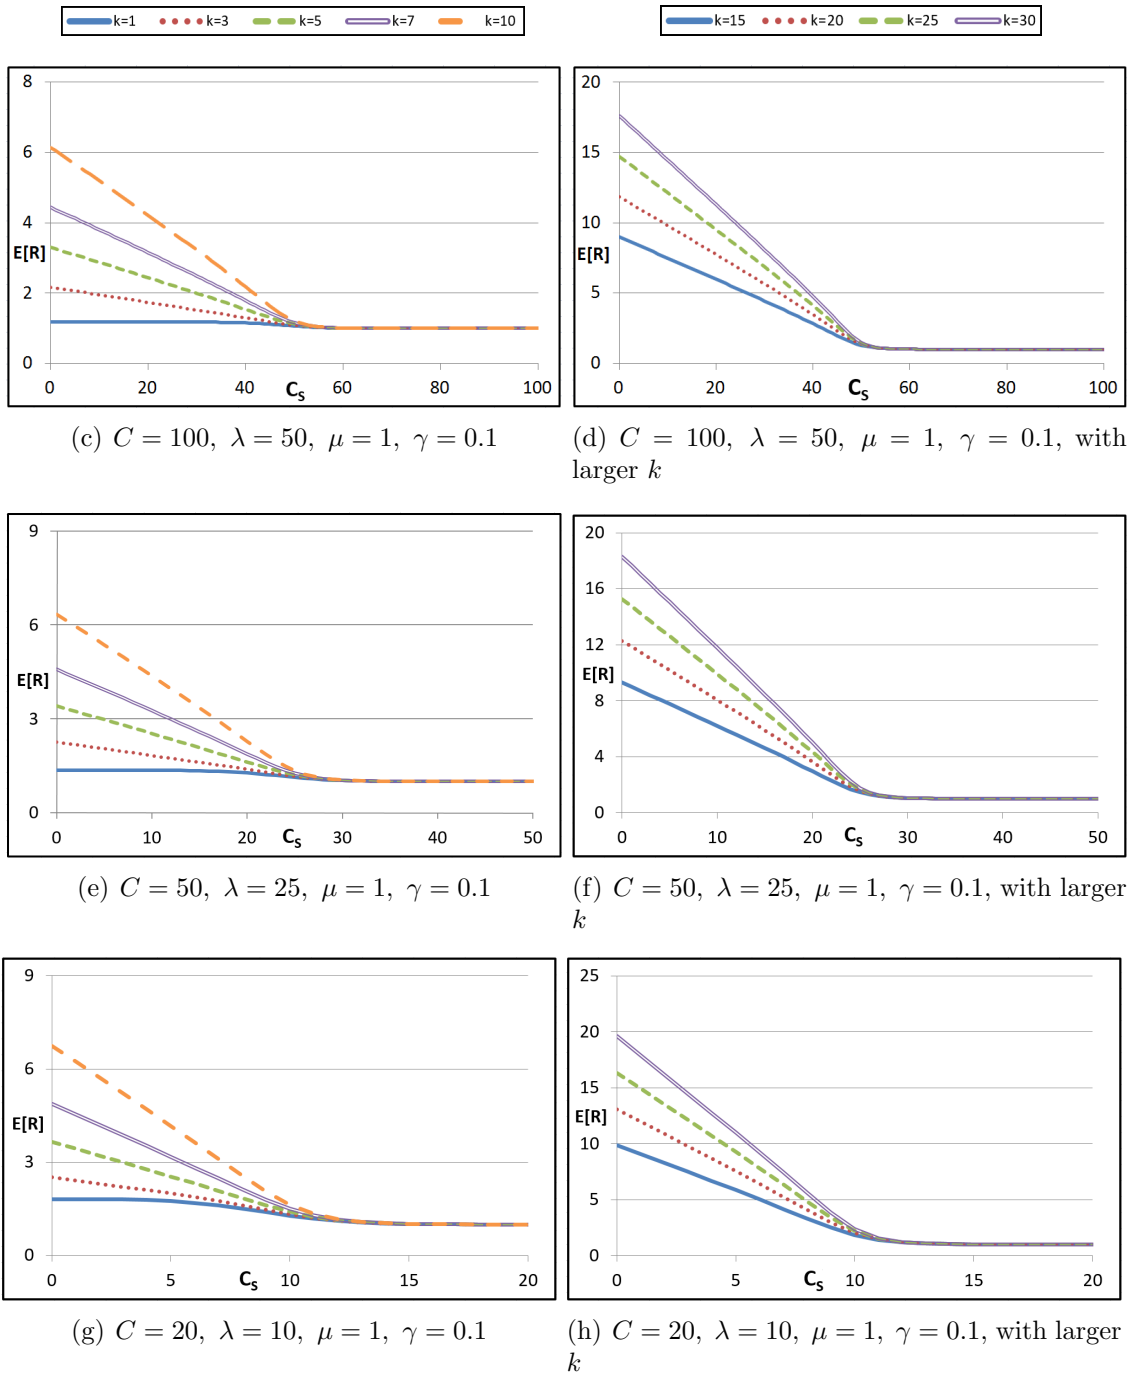 k=1 k=3 k=5 k=7 k=10
k=15 k=20 k=25 k=30
8
6
4
E[R]
2
0
0 20 40 C_S 60 80 100
20
15
10
E[R]
5
0
0 20 40 C_S 60 80 100
(c) C = 100, λ = 50, μ = 1, γ = 0.1
(d) C = 100, λ = 50, μ = 1, γ = 0.1, with
larger k
9
6
E[R]
3
0
0 10 20 C_S 30 40 50
20
16
12
E[R]
8
4
0
0 10 20 C_S 30 40 50
(e) C = 50, λ = 25, μ = 1, γ = 0.1
(f) C = 50, λ = 25, μ = 1, γ = 0.1, with larger
k
9
6
E[R]
3
0
0 5 C_S 10 15 20
25
20
15
E[R]
10
5
0
0 5 C_S 10 15 20
(g) C = 20, λ = 10, μ = 1, γ = 0.1
(h) C = 20, λ = 10, μ = 1, γ = 0.1, with larger
k